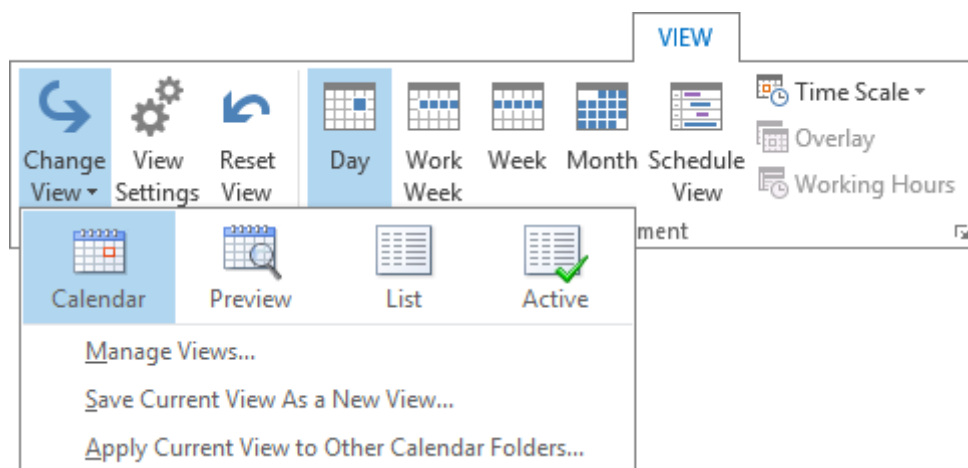 VIEW
Change View
View Settings
Reset View
Day
Work Week
Week
Month
Schedule View
Time Scale
Overlay
Working Hours
ment
Calendar
Preview
List
Active
Manage Views...
Save Current View As a New View...
Apply Current View to Other Calendar Folders...